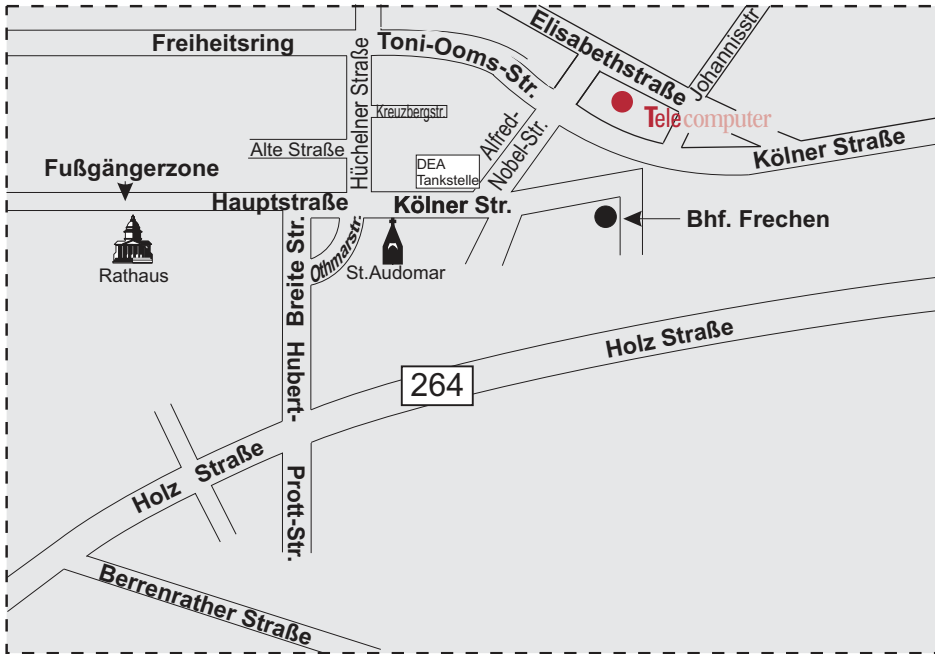 Freiheitsring
Toni-Ooms-Str.
Elisabethstraße
Johannisstr
Telecomputer
Kölner Straße
Hüchelner Straße
Kreuzbergstr.
Alfred-
Nobel-Str.
Alte Straße
DEA
Tankstelle
Fußgängerzone
Hauptstraße
Kölner Str.
Bhf. Frechen
Rathaus
Breite Str.
Othmarstr.
St.Audomar
Holz Straße
264
Hubert-
Prott-Str.
Holz Straße
Berrenrather Straße